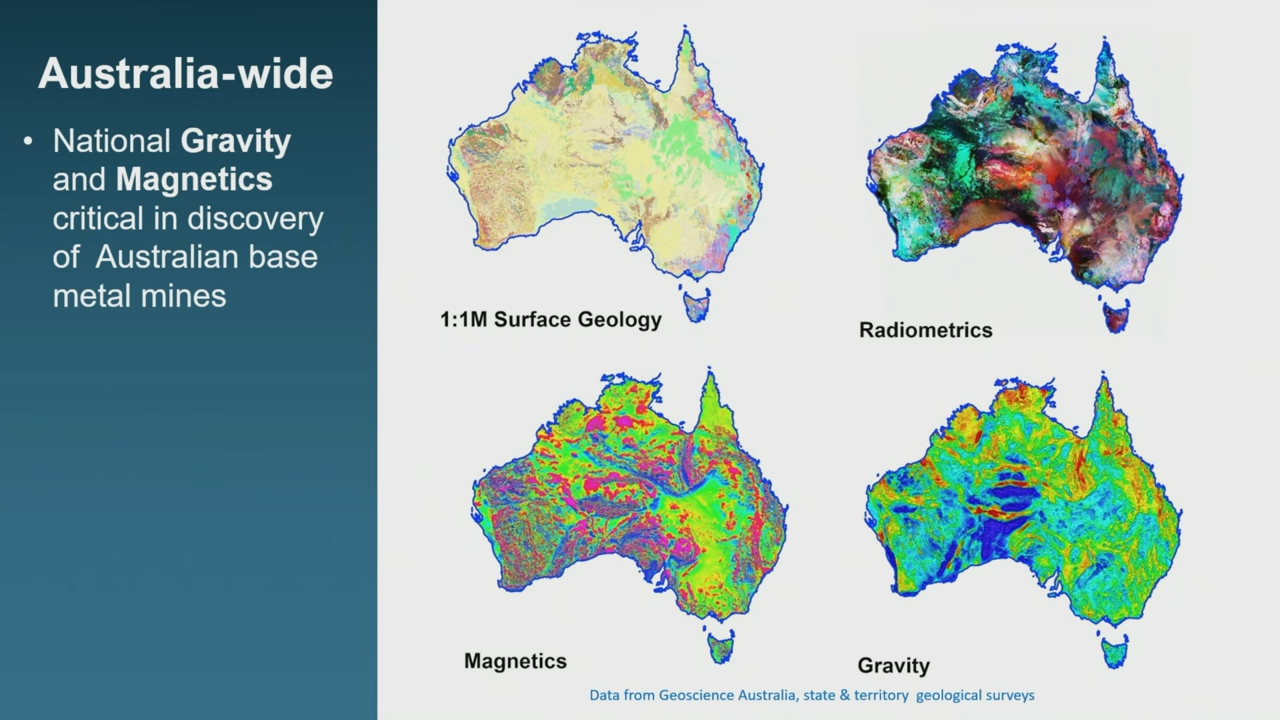 Australia-wide
• National Gravity
and Magnetics
critical in discovery
of  Australian base
metal mines
1:1M Surface Geology
Radiometrics
Magnetics
Gravity
Data from Geoscience Australia, state & territory  geological surveys